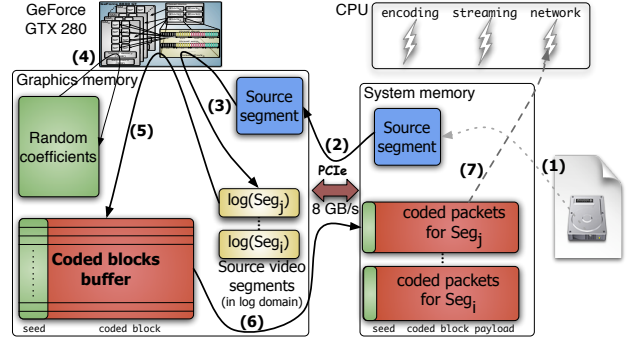 GeForce
GTX 280
CPU
encoding
streaming
network
(4)
Graphics memory
(3)
Source
segment
(2)
System memory
Source
segment
(1)
Random
coefficients
(5)
PCIe
8 GB/s
(7)
log(Segj)
log(Segi)
Source video
segments
(in log domain)
coded packets
for Segj
coded packets
for Segi
Coded blocks
buffer
(6)
seed
coded block
seed
coded block payload